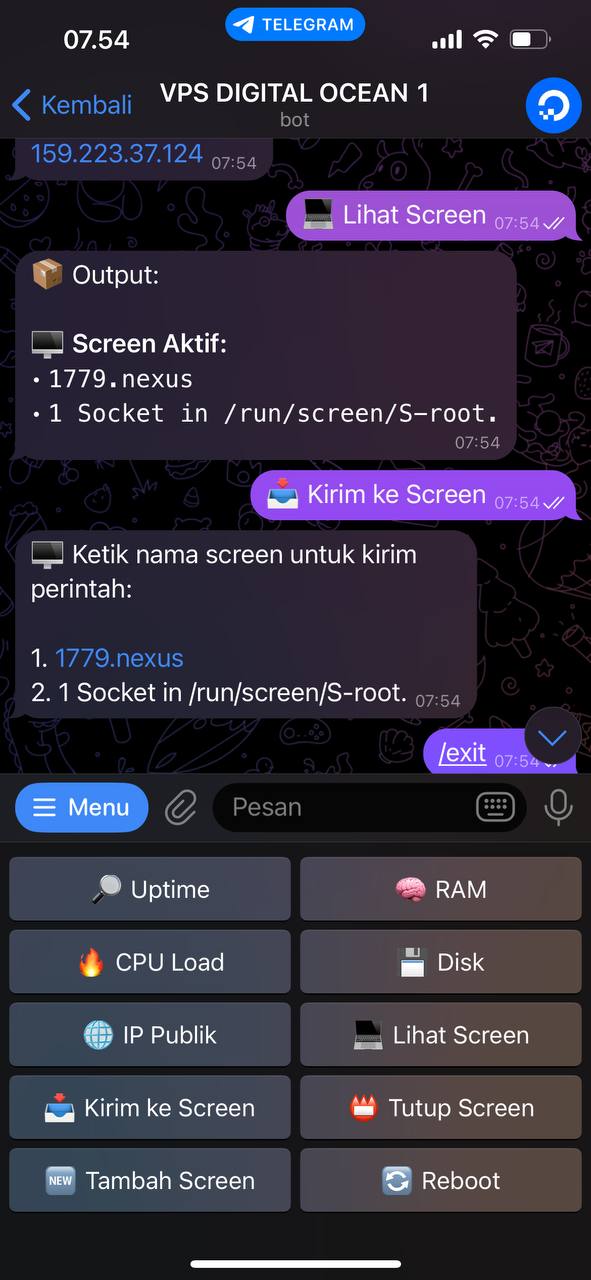 07.54
TELEGRAM
Kembali
VPS DIGITAL OCEAN 1
bot
159.223.37.124 07:54
Lihat Screen 07:54
Output:
Screen Aktif:
• 1779.nexus
• 1 Socket in /run/screen/S-root.
07:54
Kirim ke Screen 07:54
Ketik nama screen untuk kirim
perintah:
1. 1779.nexus
2. 1 Socket in /run/screen/S-root. 07:54
/exit 07:54
Menu
Pesan
Uptime
RAM
CPU Load
Disk
IP Publik
Lihat Screen
Kirim ke Screen
Tutup Screen
NEW Tambah Screen
Reboot